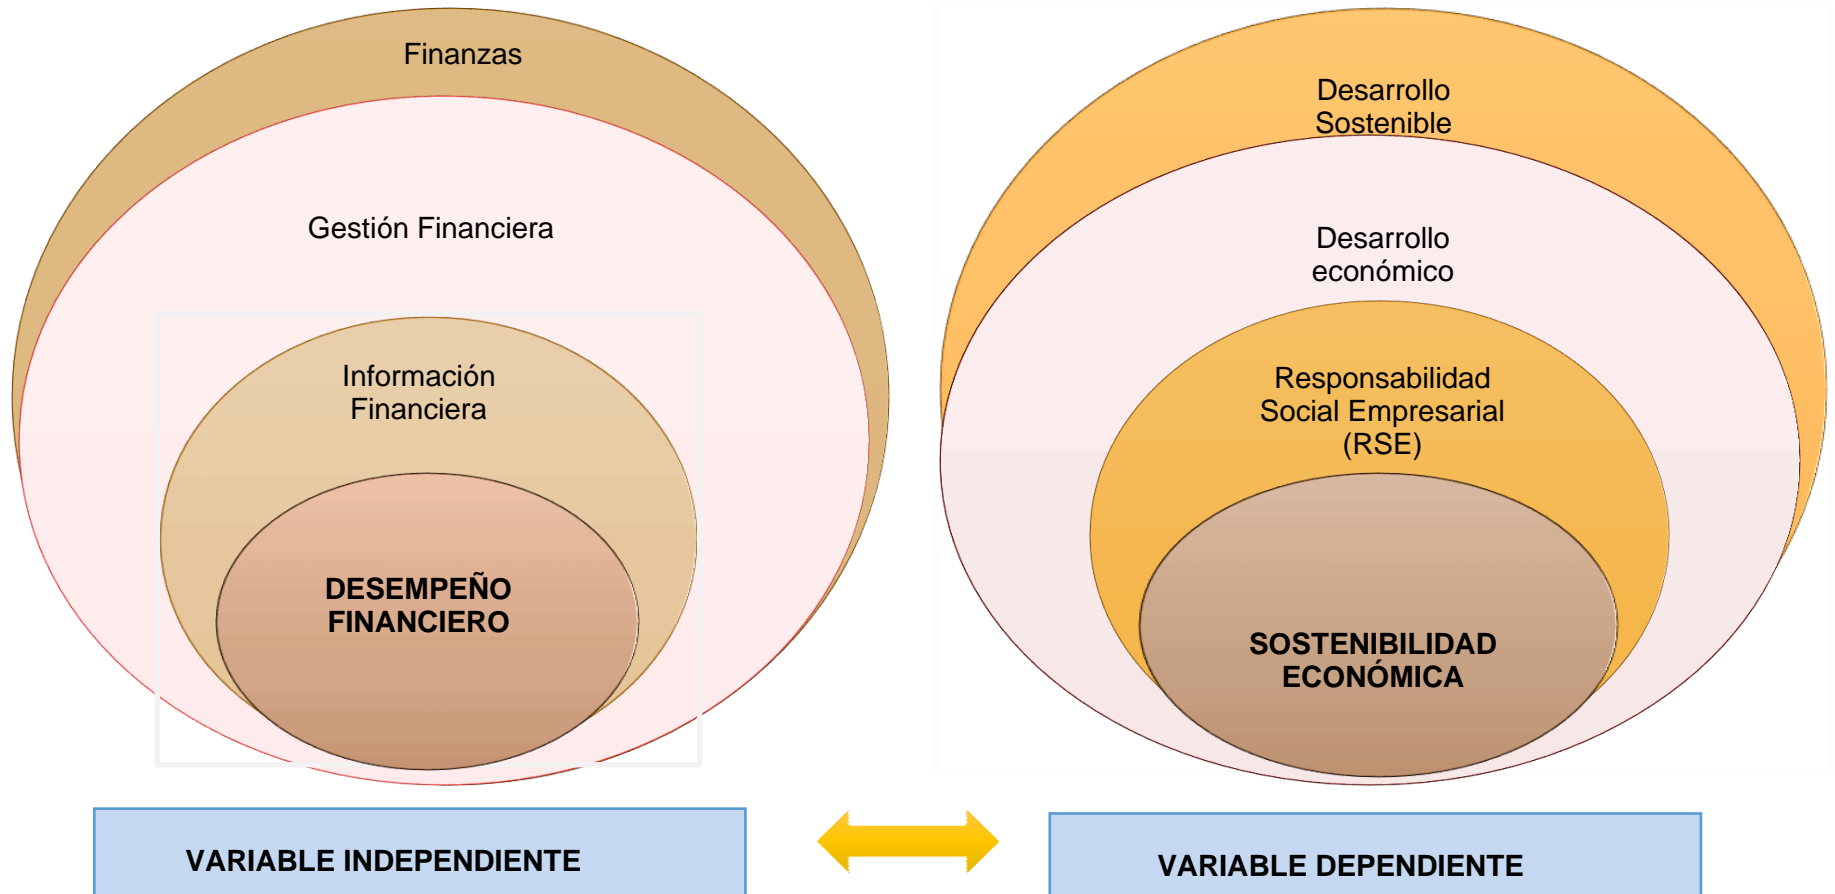 Finanzas
Gestión Financiera
Información
Financiera
DESEMPEÑO
FINANCIERO
VARIABLE INDEPENDIENTE
Desarrollo
Sostenible
Desarrollo
económico
Responsabilidad
Social Empresarial
(RSE)
SOSTENIBILIDAD
ECONÓMICA
VARIABLE DEPENDIENTE